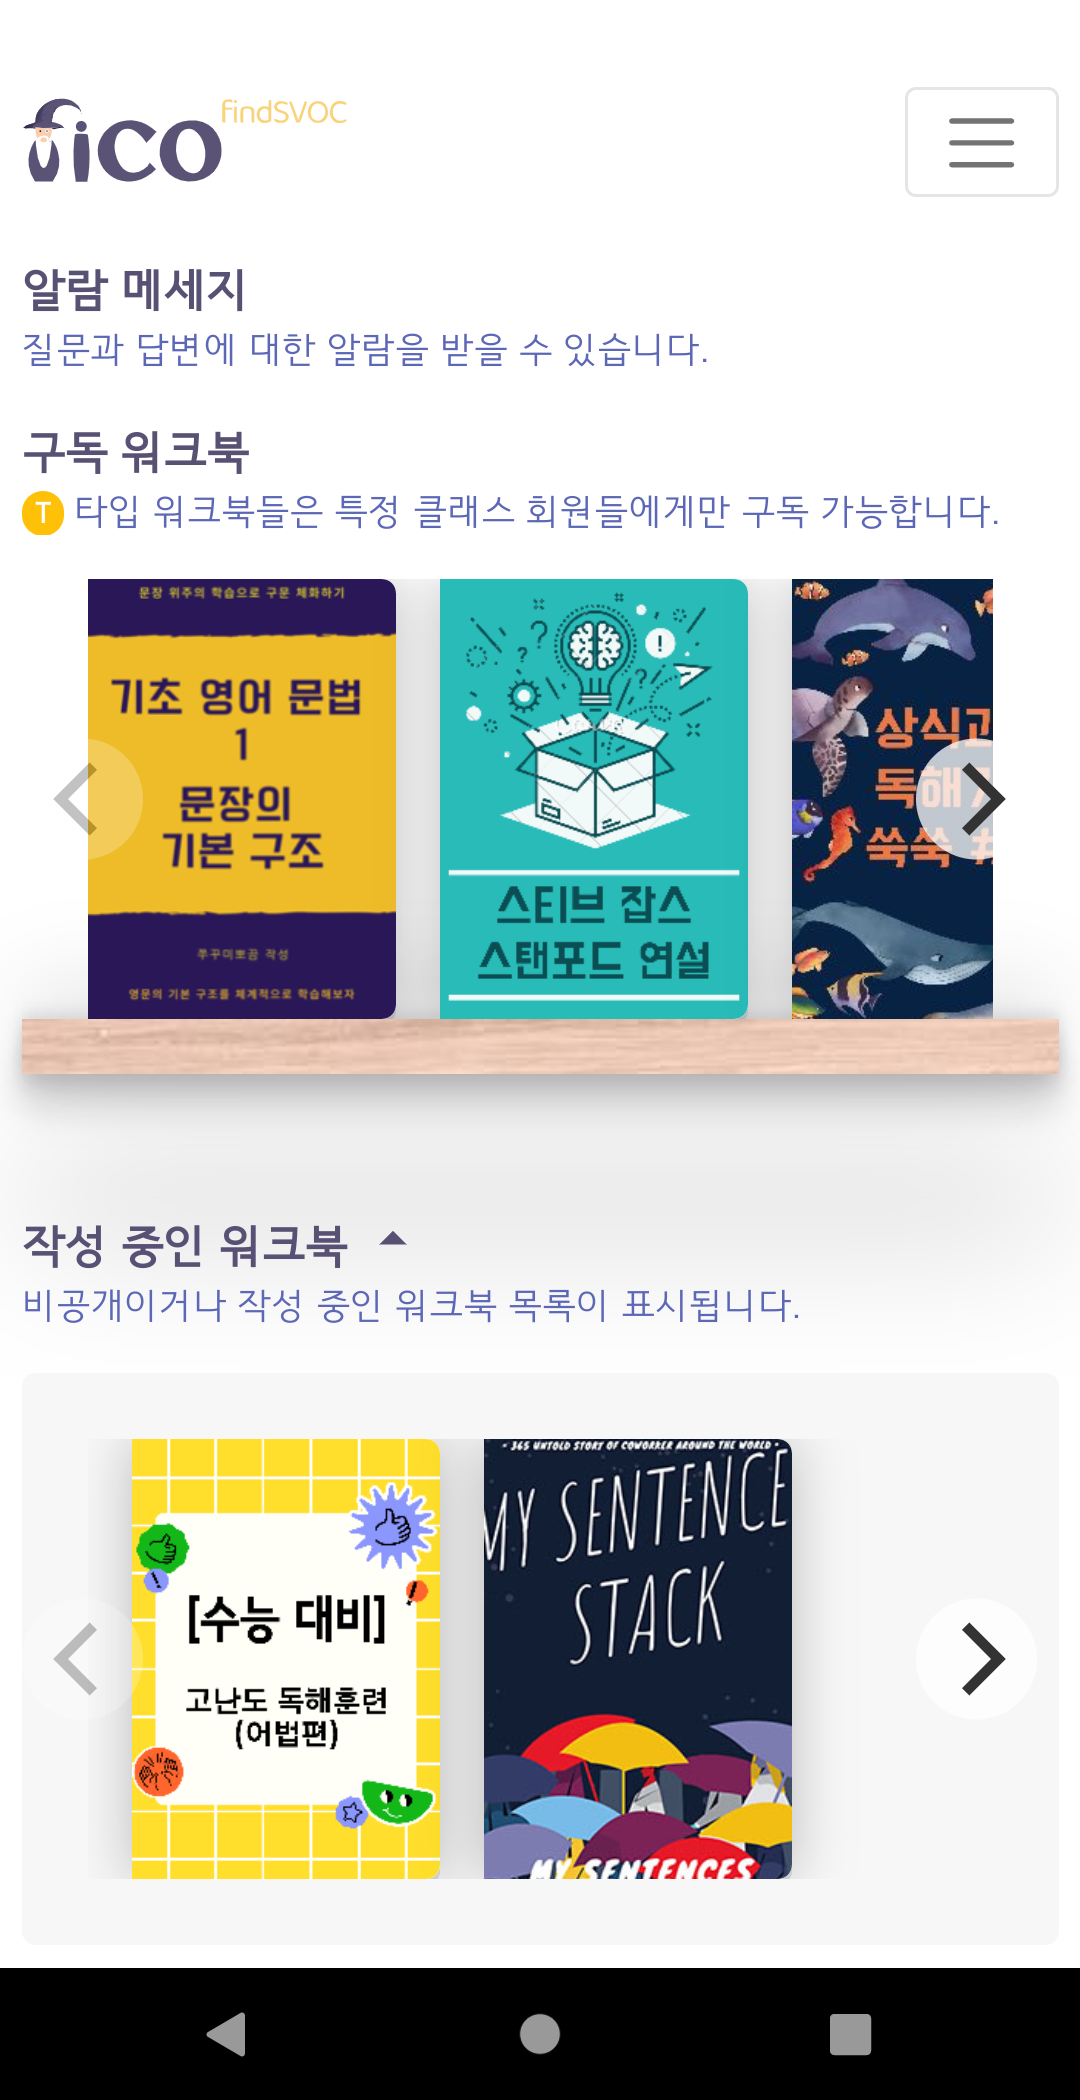 fico findSVOC
알람 메세지
질문과 답변에 대한 알람을 받을 수 있습니다.
구독 워크북
T 타입 워크북들은 특정 클래스 회원들에게만 구독 가능합니다.
문장 위주의 학습으로 구문 체화하기
기초 영어 문법
1
문장의
기본 구조
쭈꾸미뽀끔 작성
영문의 기본 구조를 체계적으로 학습해보자
스티브 잡스
스탠포드 연설
상식과
독해가
쑥쑥 #
작성 중인 워크북
비공개이거나 작성 중인 워크북 목록이 표시됩니다.
[수능 대비]
고난도 독해훈련
(어법편)
- 365 UNTOLD STORY OF COWORKER AROUND THE WORLD -
MY SENTENCE
STACK
MY SENTENCES